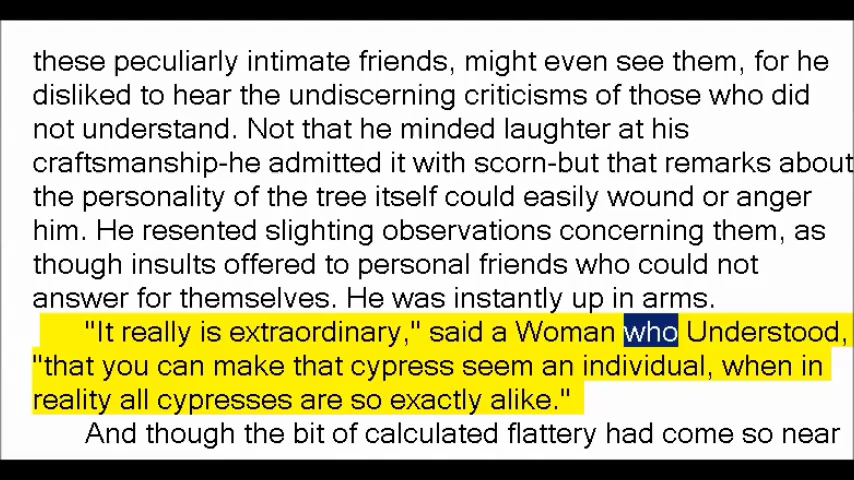 these peculiarly intimate friends, might even see them, for he
disliked to hear the undiscerning criticisms of those who did
not understand. Not that he minded laughter at his
craftsmanship-he admitted it with scorn-but that remarks about
the personality of the tree itself could easily wound or anger
him. He resented slighting observations concerning them, as
though insults offered to personal friends who could not
answer for themselves. He was instantly up in arms.
"It really is extraordinary," said a Woman who Understood,
"that you can make that cypress seem an individual, when in
reality all cypresses are so exactly alike."
And though the bit of calculated flattery had come so near